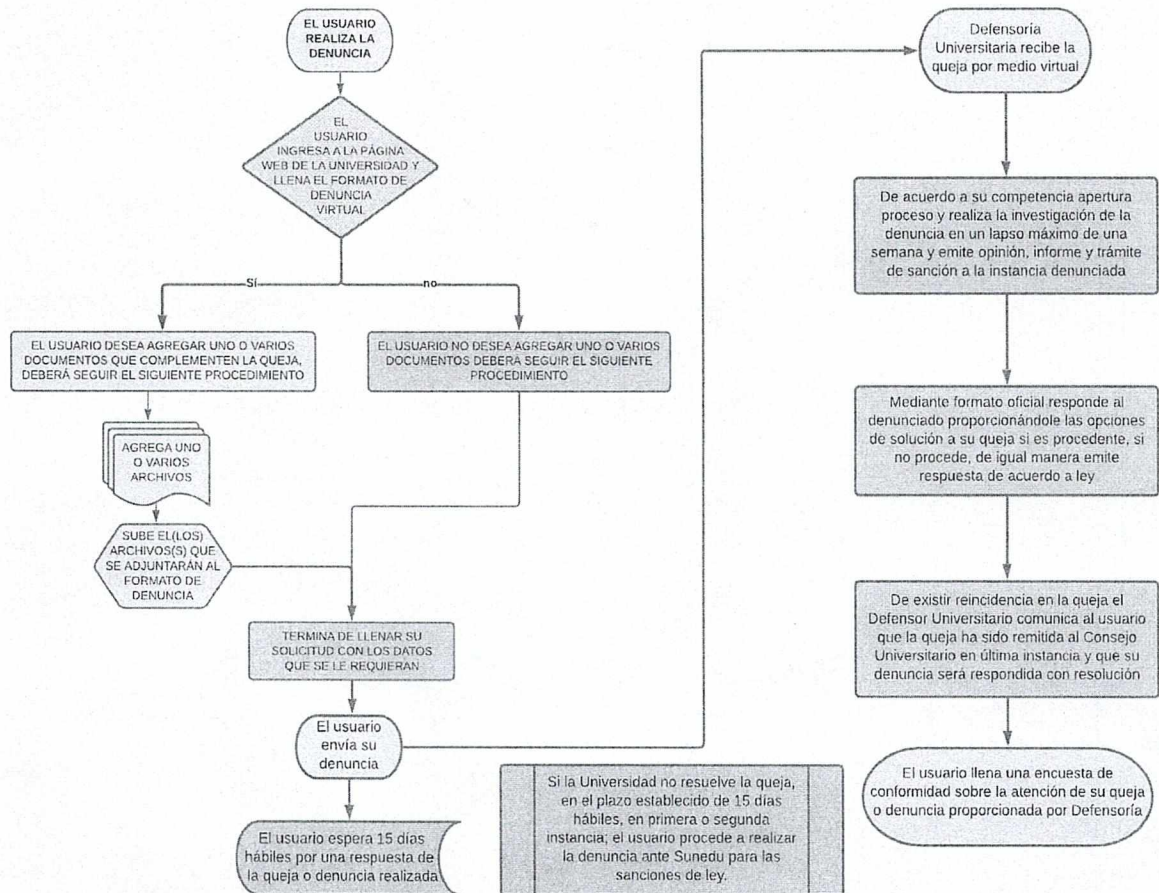 EL USUARIO
REALIZA LA
DENUNCIA
EL
USUARIO
INGRESA A LA PÁGINA
WEB DE LA UNIVERSIDAD Y
LLENA EL FORMATO DE
DENUNCIA
VIRTUAL
Sí
no
EL USUARIO DESEA AGREGAR UNO O VARIOS
DOCUMENTOS QUE COMPLEMENTEN LA QUEJA,
DEBERÁ SEGUIR EL SIGUIENTE PROCEDIMIENTO
EL USUARIO NO DESEA AGREGAR UNO O VARIOS
DOCUMENTOS DEBERÁ SEGUIR EL SIGUIENTE
PROCEDIMIENTO
AGREGA UNO
O VARIOS
ARCHIVOS
SUBE EL(LOS)
ARCHIVOS(S) QUE
SE ADJUNTARÁN AL
FORMATO DE
DENUNCIA
TERMINA DE LLENAR SU
SOLICITUD CON LOS DATOS
QUE SE LE REQUIERAN
El usuario
envía su
denuncia
El usuario espera 15 días
hábiles por una respuesta de
la queja o denuncia realizada
Si la Universidad no resuelve la queja,
en el plazo establecido de 15 días
hábiles, en primera o segunda
instancia; el usuario procede a realizar
la denuncia ante Sunedu para las
sanciones de ley.
Defensoría
Universitaria recibe la
queja por medio virtual
De acuerdo a su competencia apertura
proceso y realiza la investigación de la
denuncia en un lapso máximo de una
semana y emite opinión, informe y trámite
de sanción a la instancia denunciada
Mediante formato oficial responde al
denunciado proporcionándole las opciones
de solución a su queja si es procedente, si
no procede, de igual manera emite
respuesta de acuerdo a ley
De existir reincidencia en la queja el
Defensor Universitario comunica al usuario
que la queja ha sido remitida al Consejo
Universitario en última instancia y que su
denuncia será respondida con resolución
El usuario llena una encuesta de
conformidad sobre la atención de su queja
o denuncia proporcionada por Defensoría